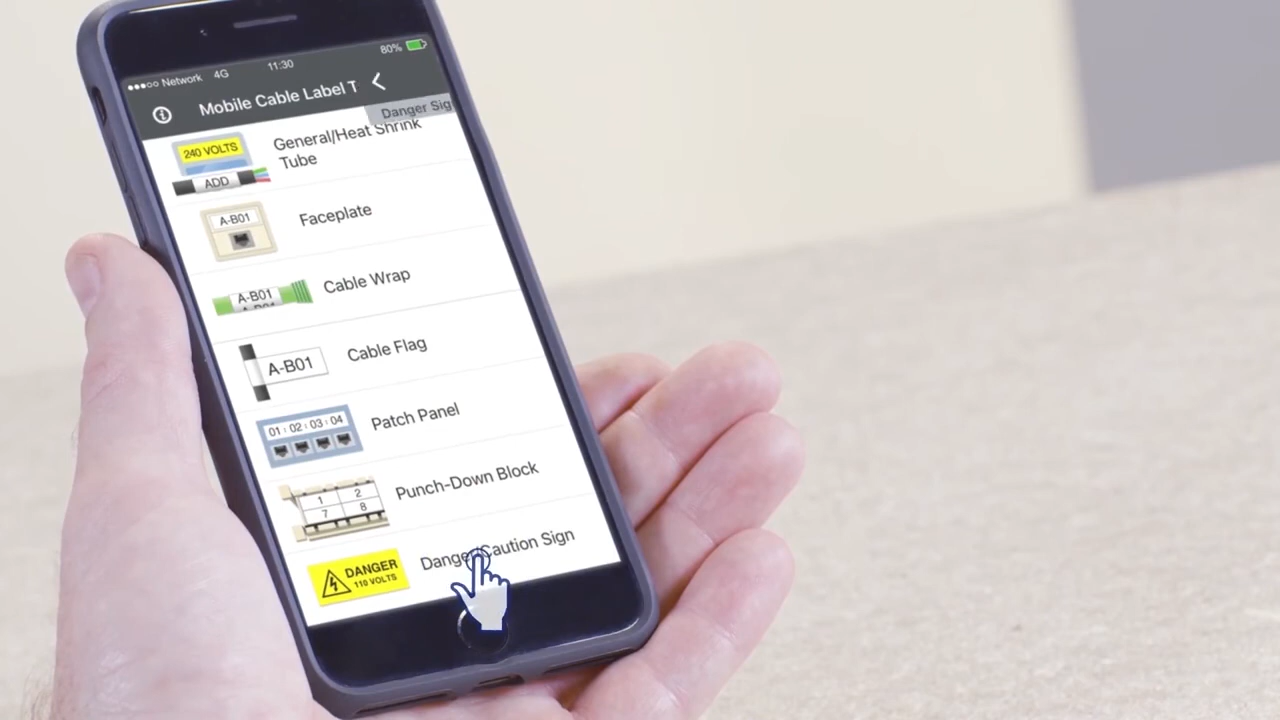 Network 4G 11:30 80%
Mobile Cable Label T
Danger Sig
240 VOLTS
ADD
General/Heat Shrink
Tube
A-B01
Faceplate
A-B01
Cable Wrap
A-B01
Cable Flag
01 02 03 04
Patch Panel
1 2
7 8
Punch-Down Block
DANGER
110 VOLTS
Danger/Caution Sign